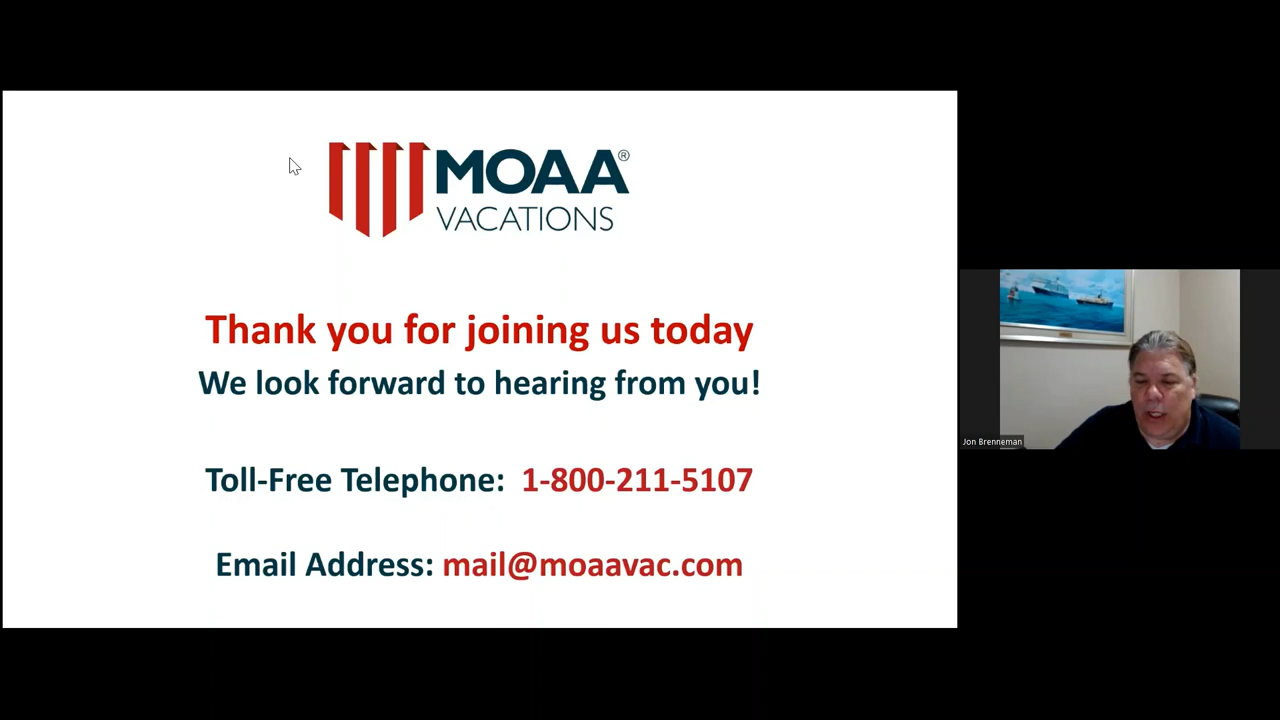 MOAA®
VACATIONS
Thank you for joining us today
We look forward to hearing from you!
Toll-Free Telephone: 1-800-211-5107
Email Address: mail@moaavac.com
Jon Brenneman